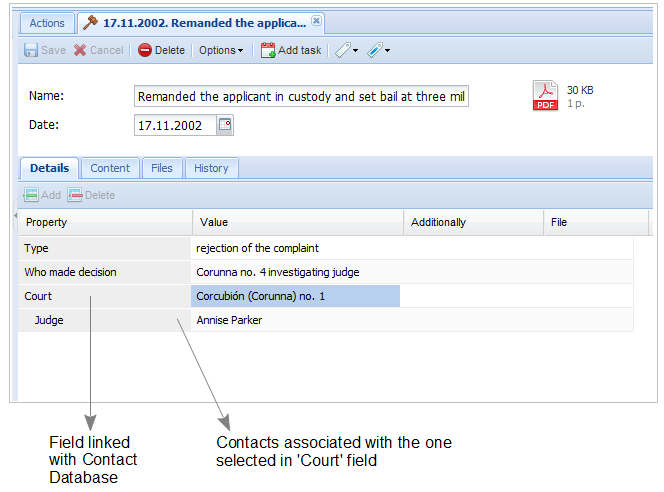 Actions 17.11.2002. Remanded the applica...
Save Cancel Delete Options Add task
Name: Remanded the applicant in custody and set bail at three mil
PDF 30 KB
1 p.
Date: 17.11.2002
Details Content Files History
Add Delete
Property Value Additionally File
Type rejection of the complaint
Who made decision Corunna no. 4 investigating judge
Court Corcubión (Corunna) no. 1
Judge Annise Parker
Field linked
with Contact
Database
Contacts associated with the one
selected in 'Court' field